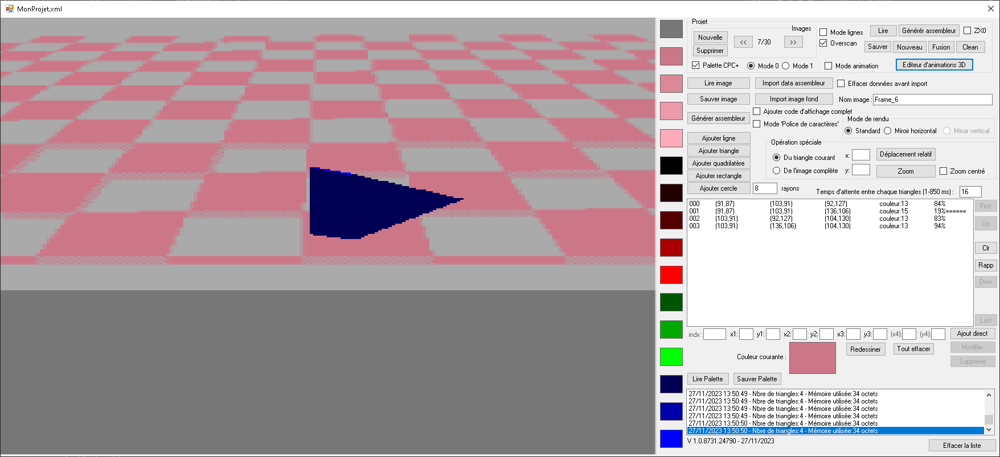 MonProjet.xml
Projet
Images
Nouvelle
<<
7/30
>>
Supprimer
Mode lignes
Lire
Générér assembleur
ZX0
Overscan
Sauver
Nouveau
Fusion
Clean
Palette CPC+
Mode 0
Mode 1
Mode animation
Editeur d'animations 3D
Lire image
Import data assembleur
Effacer données avant import
Sauver image
Import image fond
Nom image :
Frame_6
Générér assembleur
Ajouter code d'affichage complet
Mode 'Police de caractères'
Mode de rendu
Standard
Miroir horizontal
Miroir vertical
Ajouter ligne
Ajouter triangle
Ajouter quadrilatère
Ajouter rectangle
Ajouter cercle
8
rayons
Opération spéciale
Du triangle courant
x:
Déplacement relatif
De l'image complète
y:
Zoom
Zoom centré
Temps d'attente entre chaque triangles (1-850 ms) :
16
000 (91,87) (103,91) (92,127) couleur:13 84%
001 (91,87) (103,91) (136,106) couleur:15 19%======
002 (103,91) (92,127) (104,130) couleur:13 83%
003 (103,91) (136,106) (104,130) couleur:13 94%
First
Up
Clr
Rapp
Dow
Last
indx :
x1:
y1:
x2:
y2:
x3:
y3:
(x4):
(y4):
Ajout direct
Couleur courante :
Redessiner
Tout effacer
Modifier
Supprimer
Lire Palette
Sauver Palette
27/11/2023 13:50:49 - Nbre de triangles:4 - Mémoire utilisée:34 octets
27/11/2023 13:50:49 - Nbre de triangles:4 - Mémoire utilisée:34 octets
27/11/2023 13:50:49 - Nbre de triangles:4 - Mémoire utilisée:34 octets
27/11/2023 13:50:49 - Nbre de triangles:4 - Mémoire utilisée:34 octets
27/11/2023 13:50:50 - Nbre de triangles:4 - Mémoire utilisée:34 octets
27/11/2023 13:50:50 - Nbre de triangles:4 - Mémoire utilisée:34 octets
V 1.0.8731.24790 - 27/11/2023
Effacer la liste